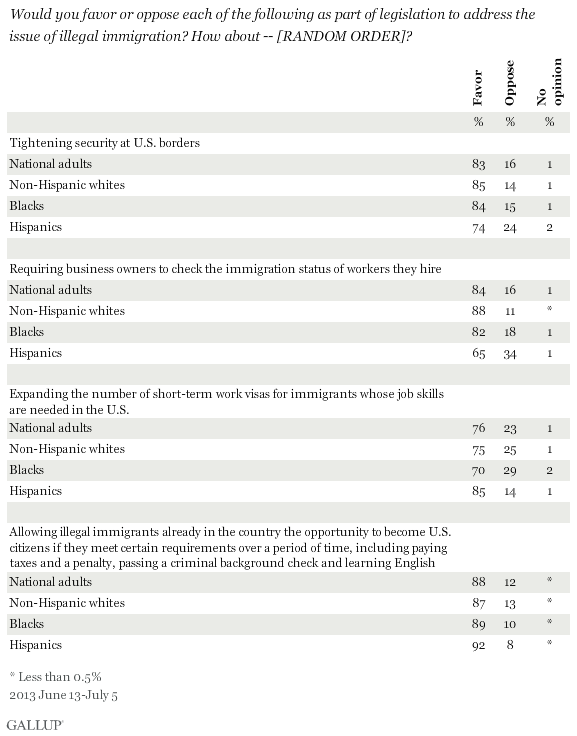 Would you favor or oppose each of the following as part of legislation to address the
issue of illegal immigration? How about -- [RANDOM ORDER]?
Favor Oppose No opinion
% % %
Tightening security at U.S. borders
National adults 83 16 1
Non-Hispanic whites 85 14 1
Blacks 84 15 1
Hispanics 74 24 2
Requiring business owners to check the immigration status of workers they hire
National adults 84 16 1
Non-Hispanic whites 88 11 *
Blacks 82 18 1
Hispanics 65 34 1
Expanding the number of short-term work visas for immigrants whose job skills
are needed in the U.S.
National adults 76 23 1
Non-Hispanic whites 75 25 1
Blacks 70 29 2
Hispanics 85 14 1
Allowing illegal immigrants already in the country the opportunity to become U.S.
citizens if they meet certain requirements over a period of time, including paying
taxes and a penalty, passing a criminal background check and learning English
National adults 88 12 *
Non-Hispanic whites 87 13 *
Blacks 89 10 *
Hispanics 92 8 *
* Less than 0.5%
2013 June 13-July 5
GALLUP